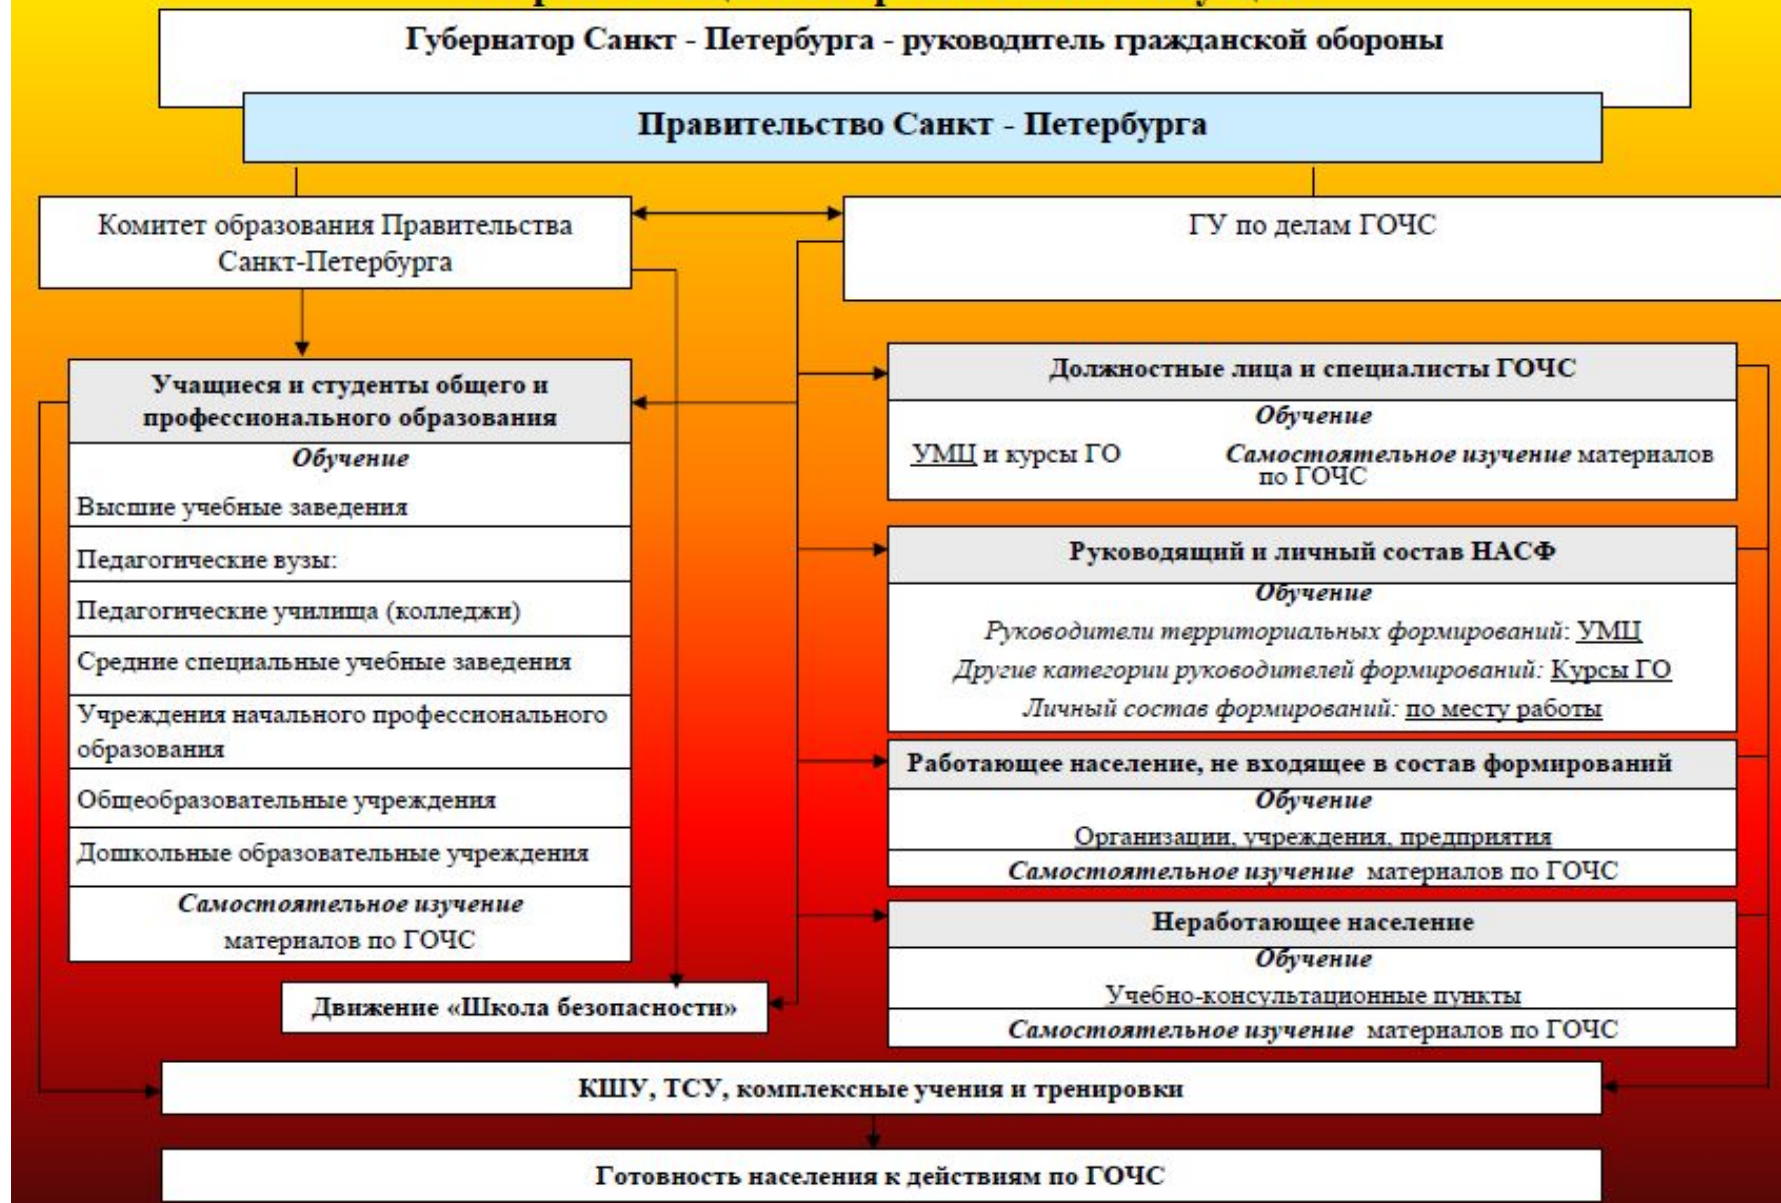 Губернатор Санкт - Петербурга - руководитель гражданской обороны
Правительство Санкт - Петербурга
Комитет образования Правительства
Санкт-Петербурга
ГУ по делам ГОЧС
Учащиеся и студенты общего и
профессионального образования
Обучение
Высшие учебные заведения
Педагогические вузы:
Педагогические училища (колледжи)
Средние специальные учебные заведения
Учреждения начального профессионального
образования
Общеобразовательные учреждения
Дошкольные образовательные учреждения
Самостоятельное изучение
материалов по ГОЧС
Движение «Школа безопасности»
Должностные лица и специалисты ГОЧС
Обучение
УМЦ и курсы ГО Самостоятельное изучение материалов
по ГОЧС
Руководящий и личный состав НАСФ
Обучение
Руководители территориальных формирований: УМЦ
Другие категории руководителей формирований: Курсы ГО
Личный состав формирований: по месту работы
Работающее население, не входящее в состав формирований
Обучение
Организации, учреждения, предприятия
Самостоятельное изучение материалов по ГОЧС
Неработающее население
Обучение
Учебно-консультационные пункты
Самостоятельное изучение материалов по ГОЧС
КШУ, ТСУ, комплексные учения и тренировки
Готовность населения к действиям по ГОЧС